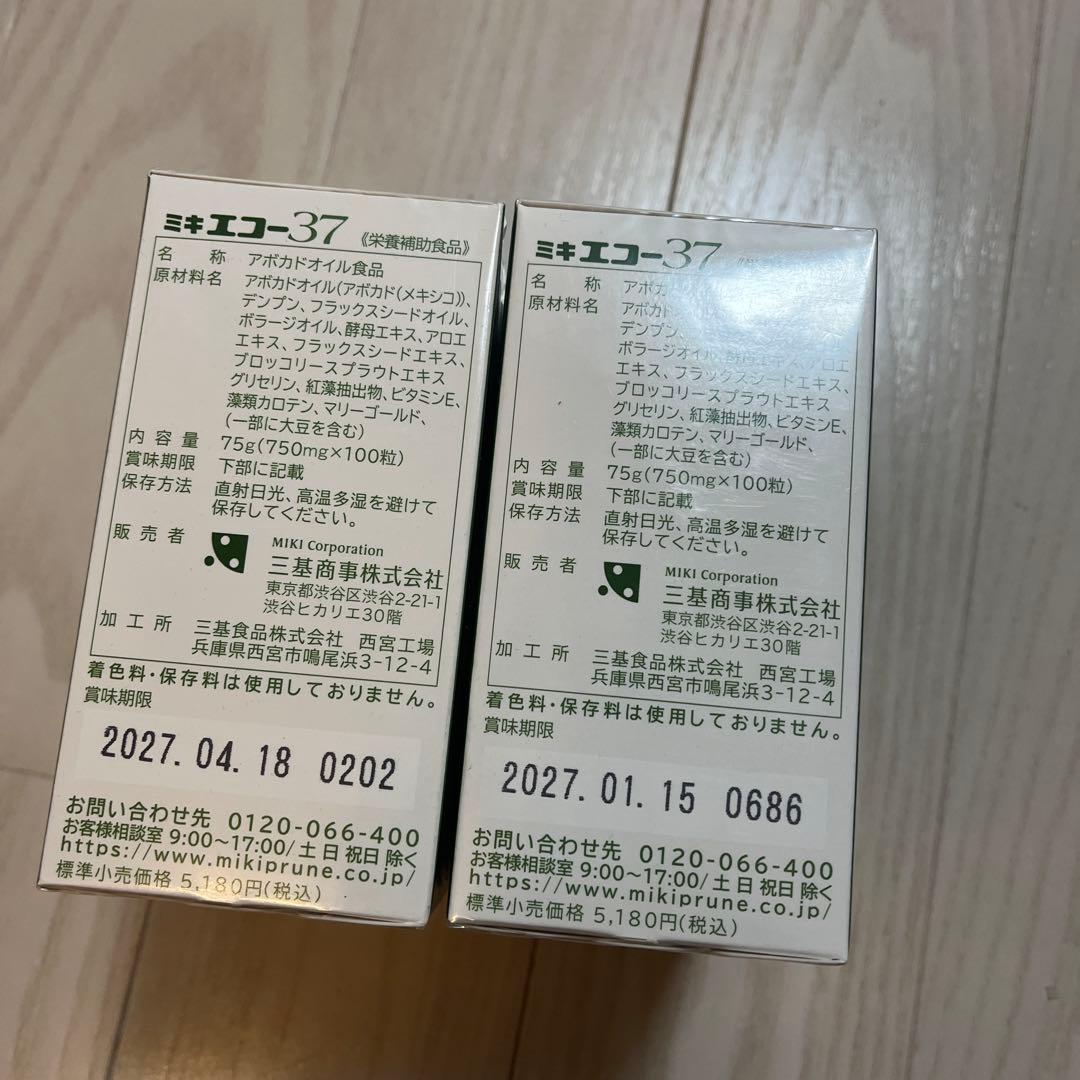 ミキエコー37 《栄養補助食品》
名称 アボカドオイル食品
原材料名 アボカドオイル(アボカド(メキシコ))、
デンプン、フラックスシードオイル、
ボラージオイル、酵母エキス、アロエ
エキス、フラックスシードエキス、
ブロッコリースプラウトエキス
グリセリン、紅藻抽出物、ビタミンE、
藻類カロテン、マリーゴールド、
(一部に大豆を含む)
内容量 75g(750mg×100粒)
賞味期限 下部に記載
保存方法 直射日光、高温多湿を避けて
保存してください。
販売者 MIKI Corporation
三基商事株式会社
東京都渋谷区渋谷2-21-1
渋谷ヒカリエ30階
加工所 三基食品株式会社 西宮工場
兵庫県西宮市鳴尾浜3-12-4
着色料・保存料は使用しておりません。
賞味期限
2027.04.18 0202
お問い合わせ先 0120-066-400
お客様相談室 9:00〜17:00/土日祝日除く
https://www.mikiprune.co.jp/
標準小売価格 5,180円(税込)
ミキエコー37
名称 アボカ
原材料名 アボカド
デンプン、
ボラージオイル、酵母エキス、アロエ
エキス、フラックスシードエキス、
ブロッコリースプラウトエキス
グリセリン、紅藻抽出物、ビタミンE、
藻類カロテン、マリーゴールド、
(一部に大豆を含む)
内容量 75g(750mg×100粒)
賞味期限 下部に記載
保存方法 直射日光、高温多湿を避けて
保存してください。
販売者 MIKI Corporation
三基商事株式会社
東京都渋谷区渋谷2-21-1
渋谷ヒカリエ30階
加工所 三基食品株式会社 西宮工場
兵庫県西宮市鳴尾浜3-12-4
着色料・保存料は使用しておりません。
賞味期限
2027.01.15 0686
お問い合わせ先 0120-066-400
お客様相談室 9:00〜17:00/土日祝日除く
https://www.mikiprune.co.jp/
標準小売価格 5,180円(税込)